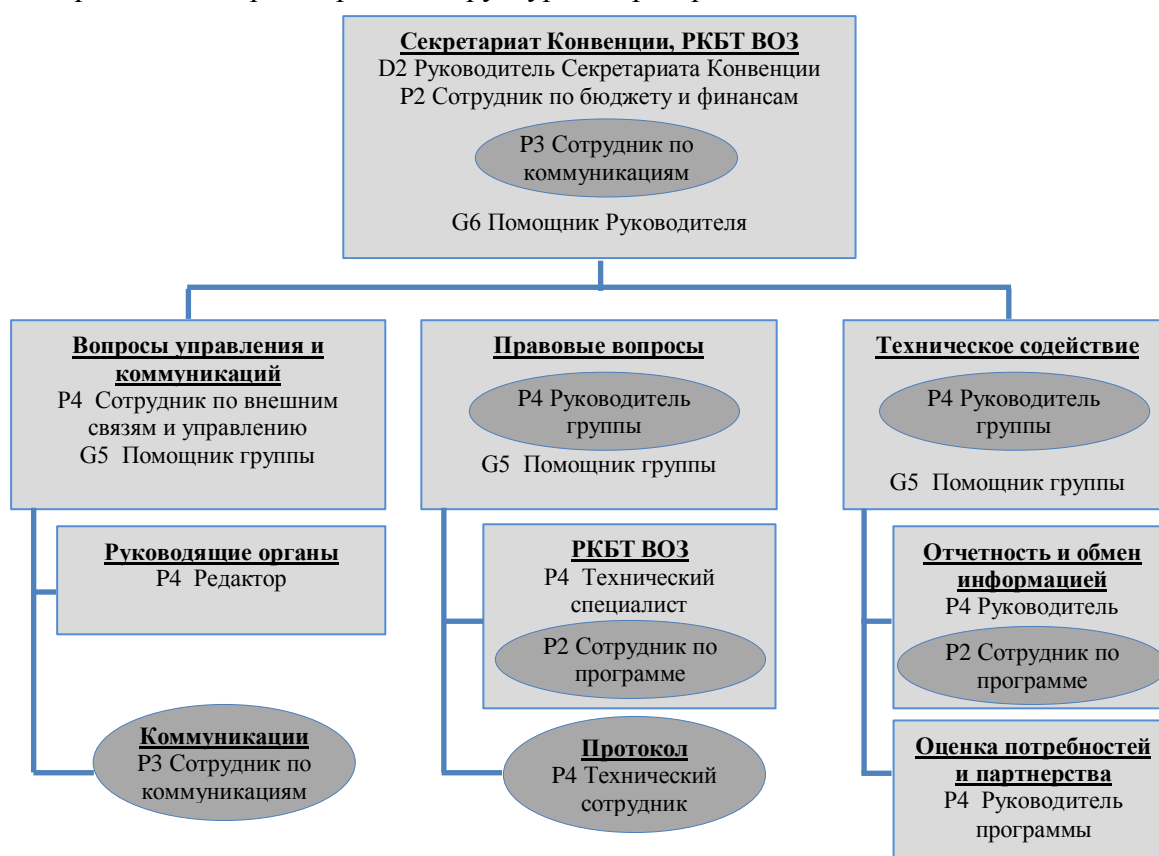 Секретариат Конвенции, РКБТ ВОЗ
D2 Руководитель Секретариата Конвенции
P2 Сотрудник по бюджету и финансам
P3 Сотрудник по
коммуникациям
G6 Помощник Руководителя
Вопросы управления и
коммуникаций
P4 Сотрудник по внешним
связям и управлению
G5 Помощник группы
Руководящие органы
P4 Редактор
Коммуникации
P3 Сотрудник по
коммуникациям
Правовые вопросы
P4 Руководитель
группы
G5 Помощник группы
РКБТ ВОЗ
P4 Технический
специалист
P2 Сотрудник по
программе
Протокол
P4 Технический
сотрудник
Техническое содействие
P4 Руководитель
группы
G5 Помощник группы
Отчетность и обмен
информацией
P4 Руководитель
P2 Сотрудник по
программе
Оценка потребностей
и партнерства
P4 Руководитель
программы